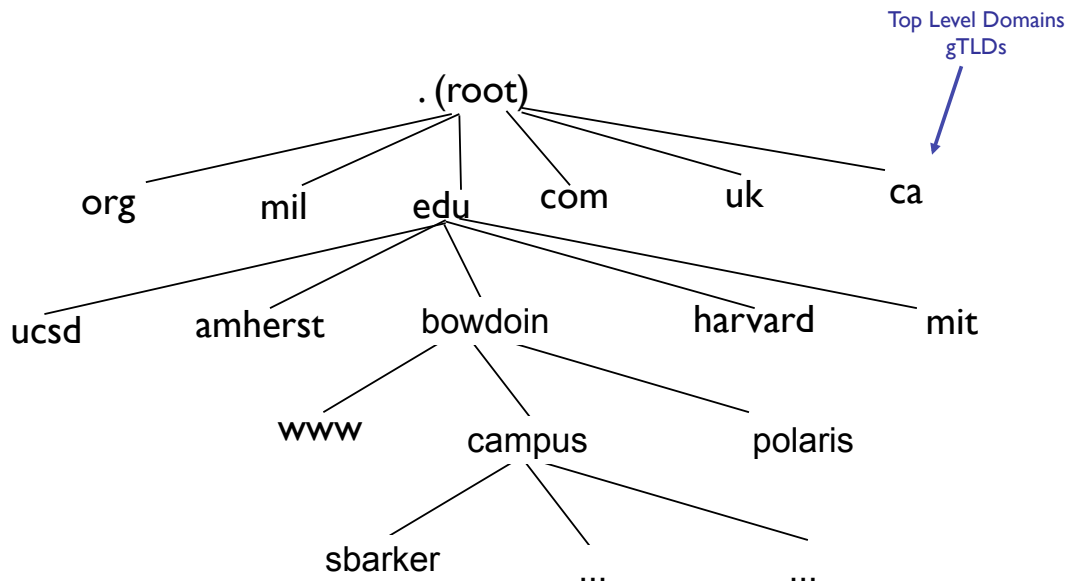 Top Level Domains
gTLDs
. (root)
org mil edu com uk ca
ucsd amherst bowdoin harvard mit
www campus polaris
sbarker ... ...